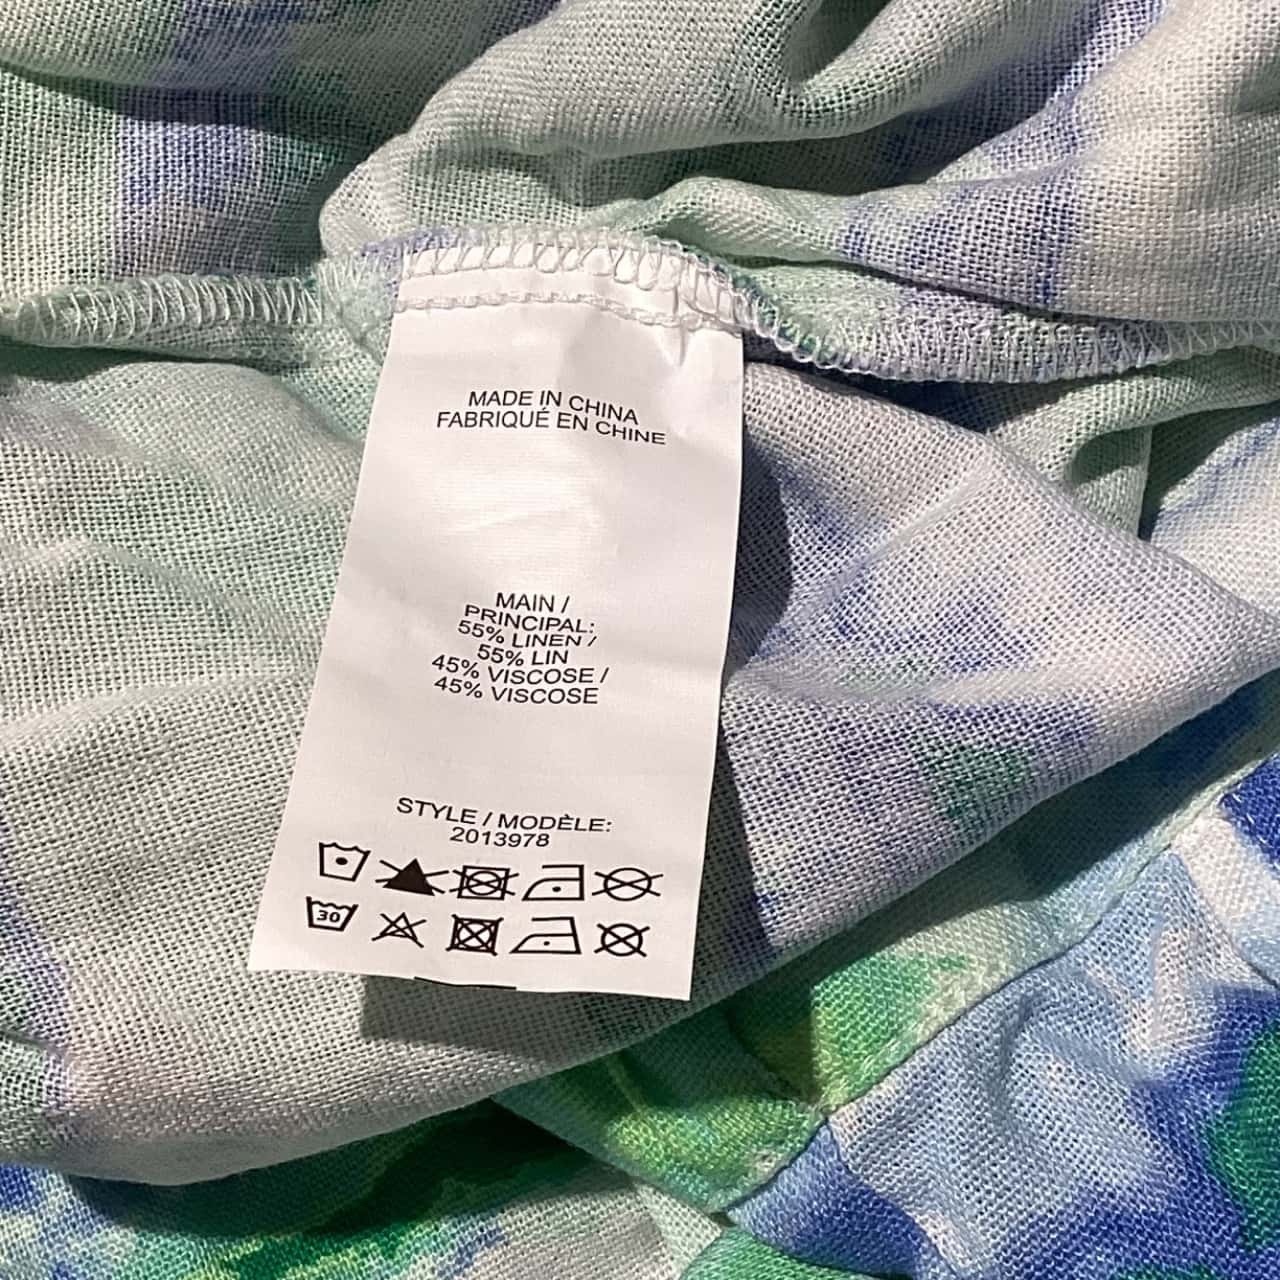 MADE IN CHINA
FABRIQUÉ EN CHINE
MAIN /
PRINCIPAL:
55% LINEN /
55% LIN
45% VISCOSE /
45% VISCOSE
STYLE / MODÈLE:
2013978
30